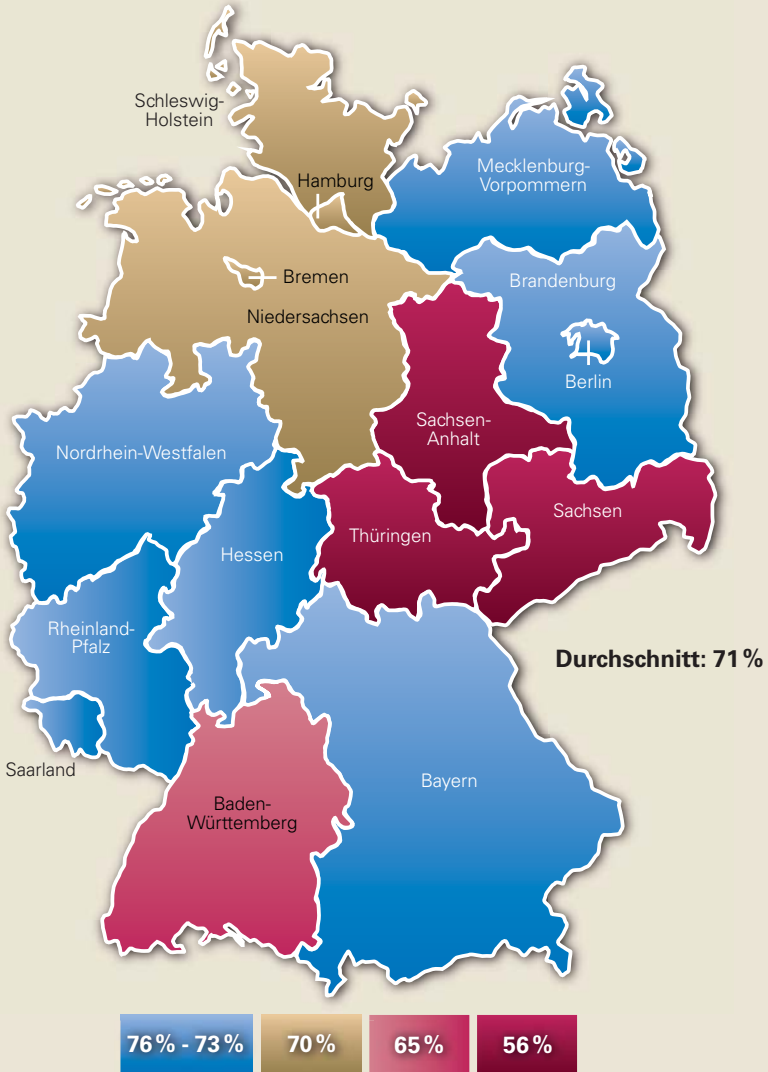 Schleswig-
Holstein
Hamburg
Mecklenburg-
Vorpommern
Bremen
Niedersachsen
Brandenburg
Berlin
Sachsen-
Anhalt
Nordrhein-Westfalen
Sachsen
Thüringen
Hessen
Rheinland-
Pfalz
Durchschnitt: 71 %
Saarland
Bayern
Baden-
Württemberg
76 % - 73 %
70 %
65 %
56 %